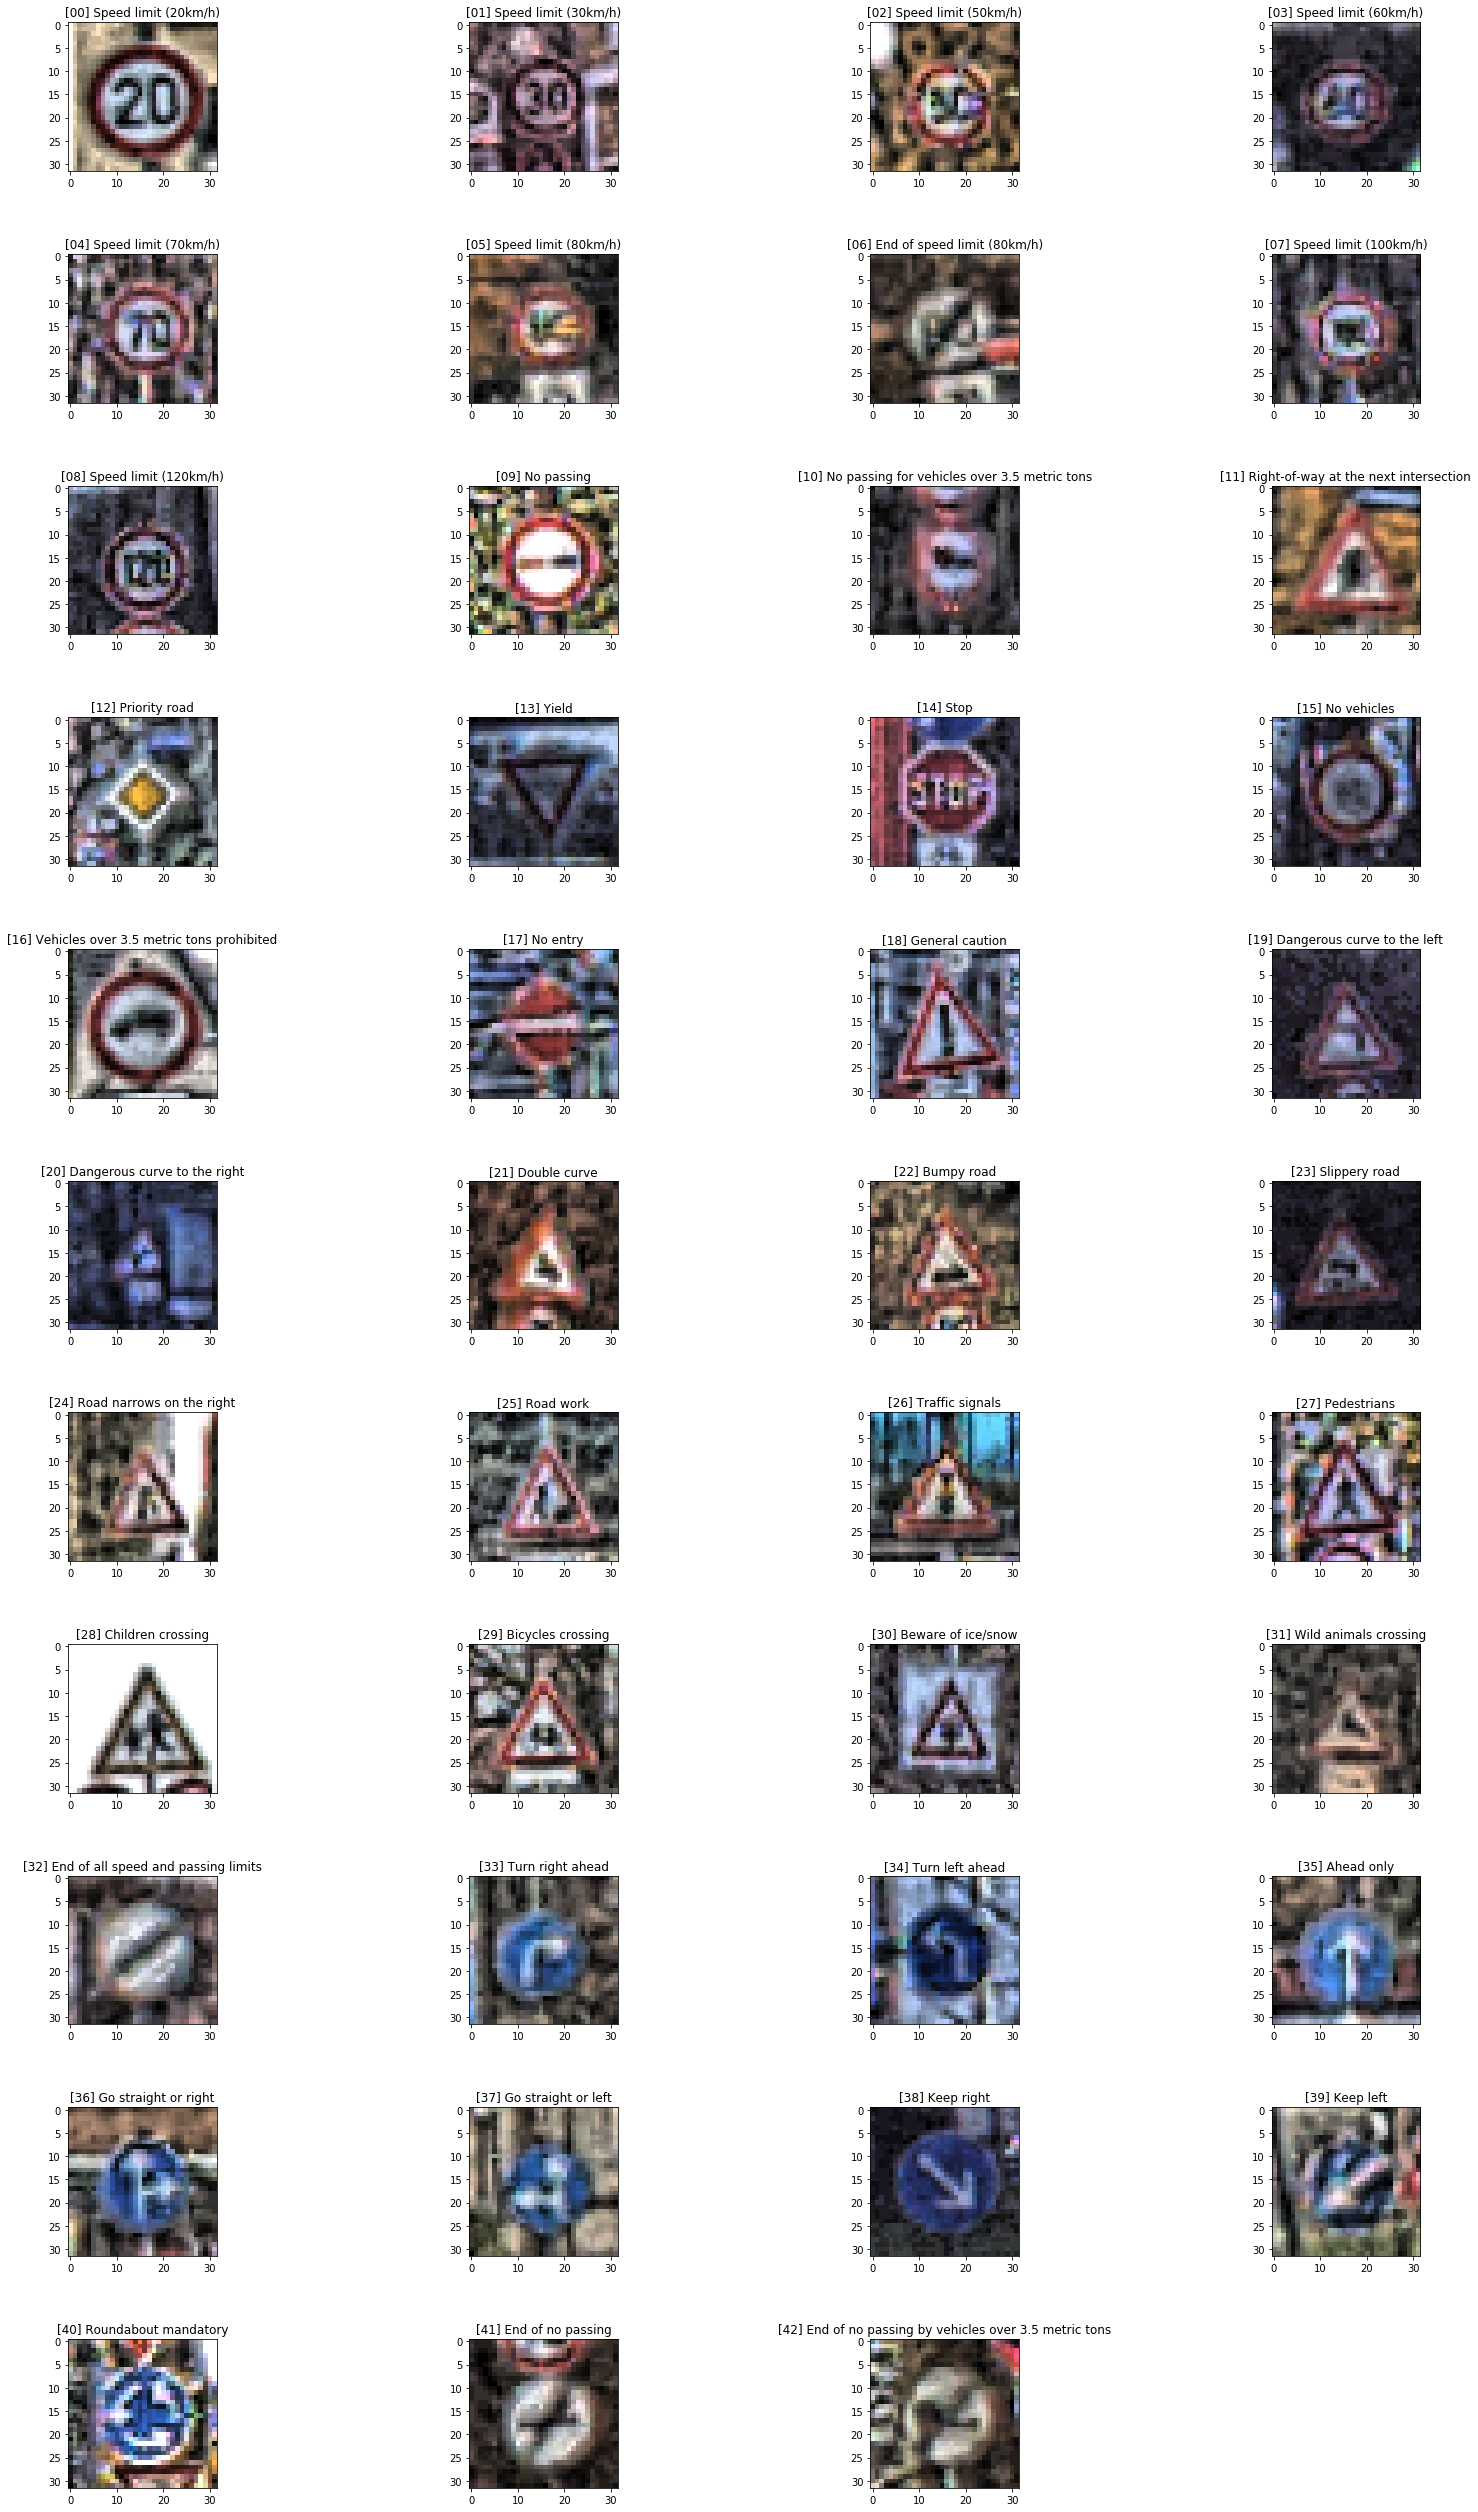 [00] Speed limit (20km/h)
0 5 10 15 20 25 30
20
0 10 20 30
[01] Speed limit (30km/h)
0 5 10 15 20 25 30
30
0 10 20 30
[02] Speed limit (50km/h)
0 5 10 15 20 25 30
0 10 20 30
[03] Speed limit (60km/h)
0 5 10 15 20 25 30
0 10 20 30
[04] Speed limit (70km/h)
0 5 10 15 20 25 30
70
0 10 20 30
[05] Speed limit (80km/h)
0 5 10 15 20 25 30
0 10 20 30
[06] End of speed limit (80km/h)
0 5 10 15 20 25 30
0 10 20 30
[07] Speed limit (100km/h)
0 5 10 15 20 25 30
0 10 20 30
[08] Speed limit (120km/h)
0 5 10 15 20 25 30
0 10 20 30
[09] No passing
0 5 10 15 20 25 30
0 10 20 30
[10] No passing for vehicles over 3.5 metric tons
0 5 10 15 20 25 30
0 10 20 30
[11] Right-of-way at the next intersection
0 5 10 15 20 25 30
0 10 20 30
[12] Priority road
0 5 10 15 20 25 30
0 10 20 30
[13] Yield
0 5 10 15 20 25 30
0 10 20 30
[14] Stop
0 5 10 15 20 25 30
0 10 20 30
[15] No vehicles
0 5 10 15 20 25 30
0 10 20 30
[16] Vehicles over 3.5 metric tons prohibited
0 5 10 15 20 25 30
0 10 20 30
[17] No entry
0 5 10 15 20 25 30
0 10 20 30
[18] General caution
0 5 10 15 20 25 30
0 10 20 30
[19] Dangerous curve to the left
0 5 10 15 20 25 30
0 10 20 30
[20] Dangerous curve to the right
0 5 10 15 20 25 30
0 10 20 30
[21] Double curve
0 5 10 15 20 25 30
0 10 20 30
[22] Bumpy road
0 5 10 15 20 25 30
0 10 20 30
[23] Slippery road
0 5 10 15 20 25 30
0 10 20 30
[24] Road narrows on the right
0 5 10 15 20 25 30
0 10 20 30
[25] Road work
0 5 10 15 20 25 30
0 10 20 30
[26] Traffic signals
0 5 10 15 20 25 30
0 10 20 30
[27] Pedestrians
0 5 10 15 20 25 30
0 10 20 30
[28] Children crossing
0 5 10 15 20 25 30
0 10 20 30
[29] Bicycles crossing
0 5 10 15 20 25 30
0 10 20 30
[30] Beware of ice/snow
0 5 10 15 20 25 30
0 10 20 30
[31] Wild animals crossing
0 5 10 15 20 25 30
0 10 20 30
[32] End of all speed and passing limits
0 5 10 15 20 25 30
0 10 20 30
[33] Turn right ahead
0 5 10 15 20 25 30
0 10 20 30
[34] Turn left ahead
0 5 10 15 20 25 30
0 10 20 30
[35] Ahead only
0 5 10 15 20 25 30
0 10 20 30
[36] Go straight or right
0 5 10 15 20 25 30
0 10 20 30
[37] Go straight or left
0 5 10 15 20 25 30
0 10 20 30
[38] Keep right
0 5 10 15 20 25 30
0 10 20 30
[39] Keep left
0 5 10 15 20 25 30
0 10 20 30
[40] Roundabout mandatory
0 5 10 15 20 25 30
0 10 20 30
[41] End of no passing
0 5 10 15 20 25 30
0 10 20 30
[42] End of no passing by vehicles over 3.5 metric tons
0 5 10 15 20 25 30
0 10 20 30